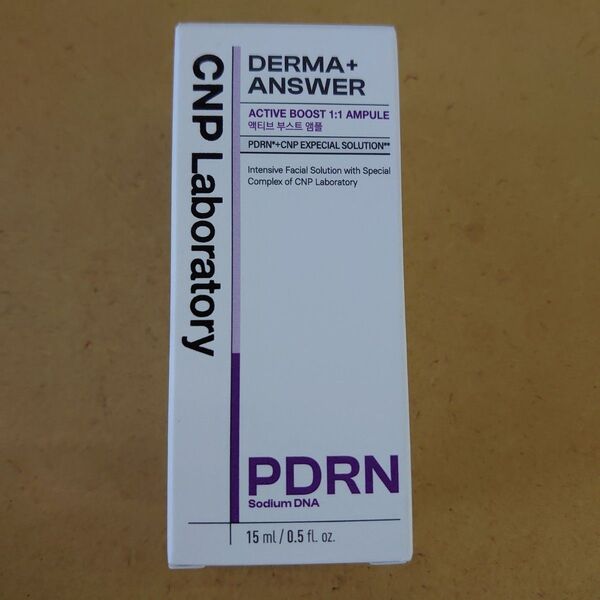 CNP Laboratory
DERMA+
ANSWER
ACTIVE BOOST 1:1 AMPULE
액티브 부스트 앰플
PDRN*+CNP EXPECIAL SOLUTION**
Intensive Facial Solution with Special
Complex of CNP Laboratory
PDRN
Sodium DNA
15 ml / 0.5 fl. oz.